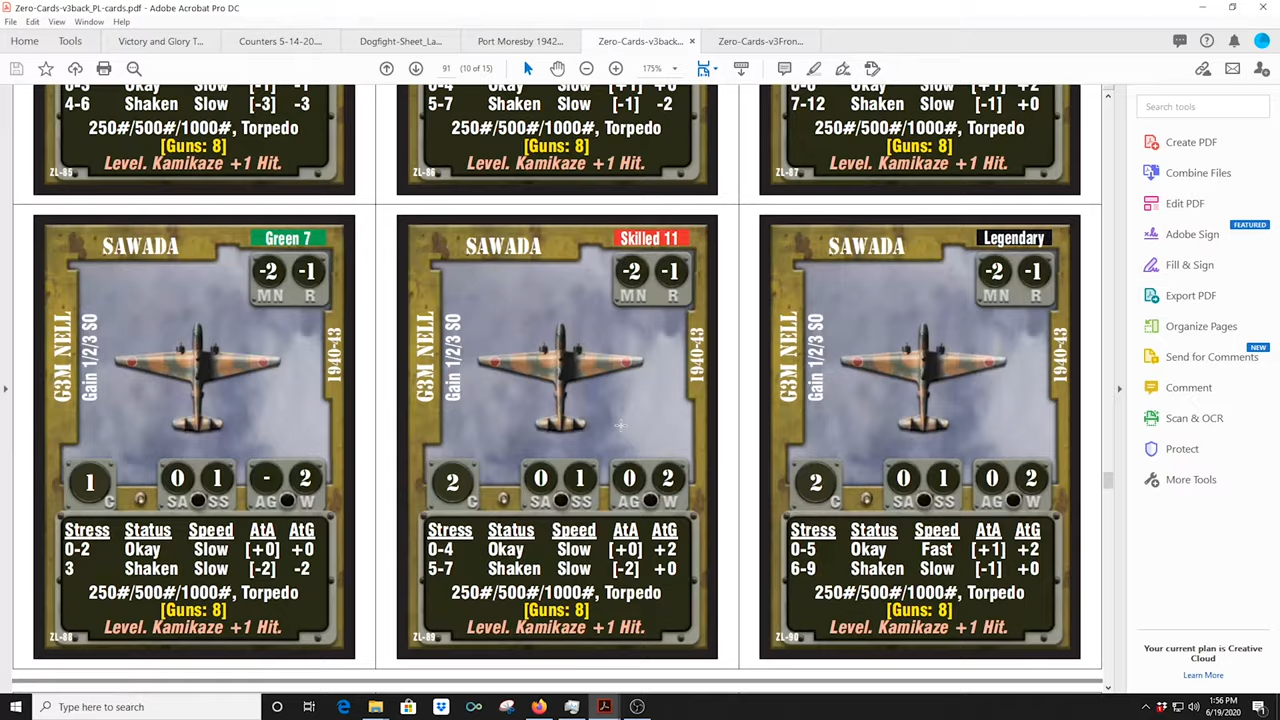 Zero-Cards-v3back_PL-cards.pdf - Adobe Acrobat Pro DC
File Edit View Window Help
Home Tools Victory and Glory T... Counters 5-14-20.... Dogfight-Sheet_La... Port Moresby 1942... Zero-Cards-v3back... × Zero-Cards-v3Fron...
91 (10 of 15) 175%
Search tools
Create PDF
Combine Files
Edit PDF
FEATURED
Adobe Sign
Fill & Sign
Export PDF
Organize Pages
NEW
Send for Comments
Comment
Scan & OCR
Protect
More Tools
Your current plan is Creative
Cloud
Learn More
Okay Slow
4-6 Shaken Slow [-3] -3
250#/500#/1000#, Torpedo
[Guns: 8]
Level. Kamikaze +1 Hit.
ZL-85
Okay Slow
5-7 Shaken Slow [-1] -2
250#/500#/1000#, Torpedo
[Guns: 8]
Level. Kamikaze +1 Hit.
ZL-86
Okay
7-12 Shaken Slow [-1] +0
250#/500#/1000#, Torpedo
[Guns: 8]
Level. Kamikaze +1 Hit.
ZL-87
SAWADA Green 7
-2 -1
MN R
G3M NELL
Gain 1/2/3 SO
1940-43
1 0 1 - 2
C SA SS AG W
Stress Status Speed AtA AtG
0-2 Okay Slow [+0] +0
3 Shaken Slow [-2] -2
250#/500#/1000#, Torpedo
[Guns: 8]
Level. Kamikaze +1 Hit.
ZL-88
SAWADA Skilled 11
-2 -1
MN R
G3M NELL
Gain 1/2/3 SO
1940-43
2 0 1 0 2
C SA SS AG W
Stress Status Speed AtA AtG
0-4 Okay Slow [+0] +2
5-7 Shaken Slow [-2] +0
250#/500#/1000#, Torpedo
[Guns: 8]
Level. Kamikaze +1 Hit.
ZL-89
SAWADA Legendary
-2 -1
MN R
G3M NELL
Gain 1/2/3 SO
1940-43
2 0 1 0 2
C SA SS AG W
Stress Status Speed AtA AtG
0-5 Okay Fast [+1] +2
6-9 Shaken Slow [-1] +0
250#/500#/1000#, Torpedo
[Guns: 8]
Level. Kamikaze +1 Hit.
ZL-90
Type here to search
1:56 PM
6/19/2020